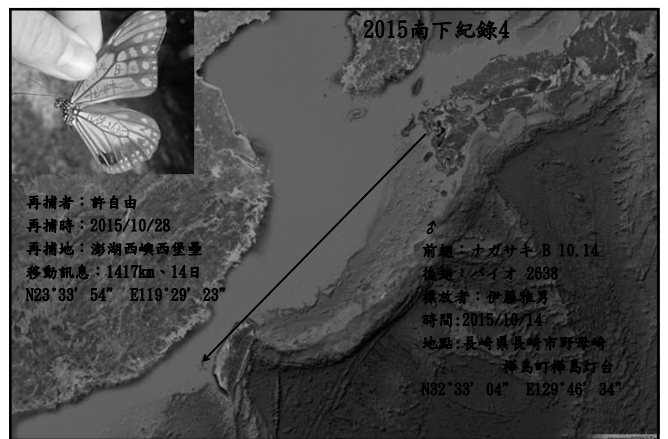 2015南下紀錄4
再捕者：許自由
再捕時：2015/10/28
再捕地：澎湖西嶼西堡壘
移動訊息：1417km、14日
N23°33' 54" E119°29' 23"
♂
前翅：ナガサキ B 10.14
後翅：バイオ 2638
標放者：伊藤雅男
時間:2015/10/14
地點:長崎県長崎市野母崎
樺島町樺島灯台
N32°33' 04" E129°46' 34"